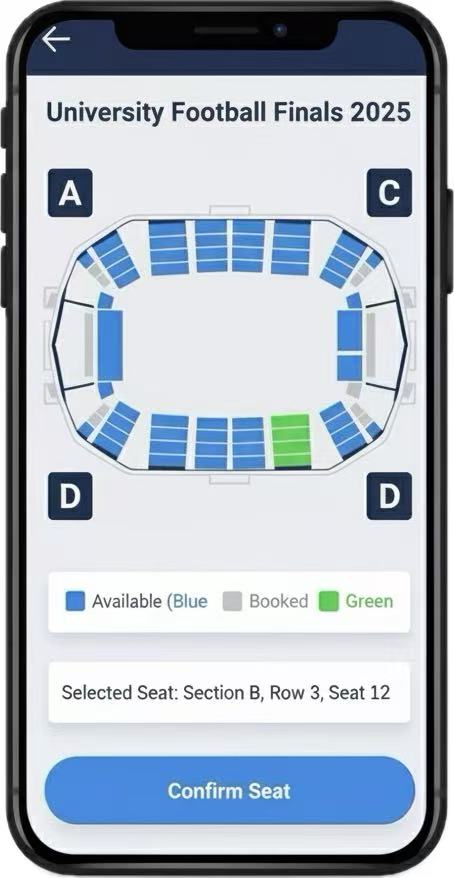 University Football Finals 2025
A
C
D
D
Available (Blue
Booked
Green
Selected Seat: Section B, Row 3, Seat 12
Confirm Seat